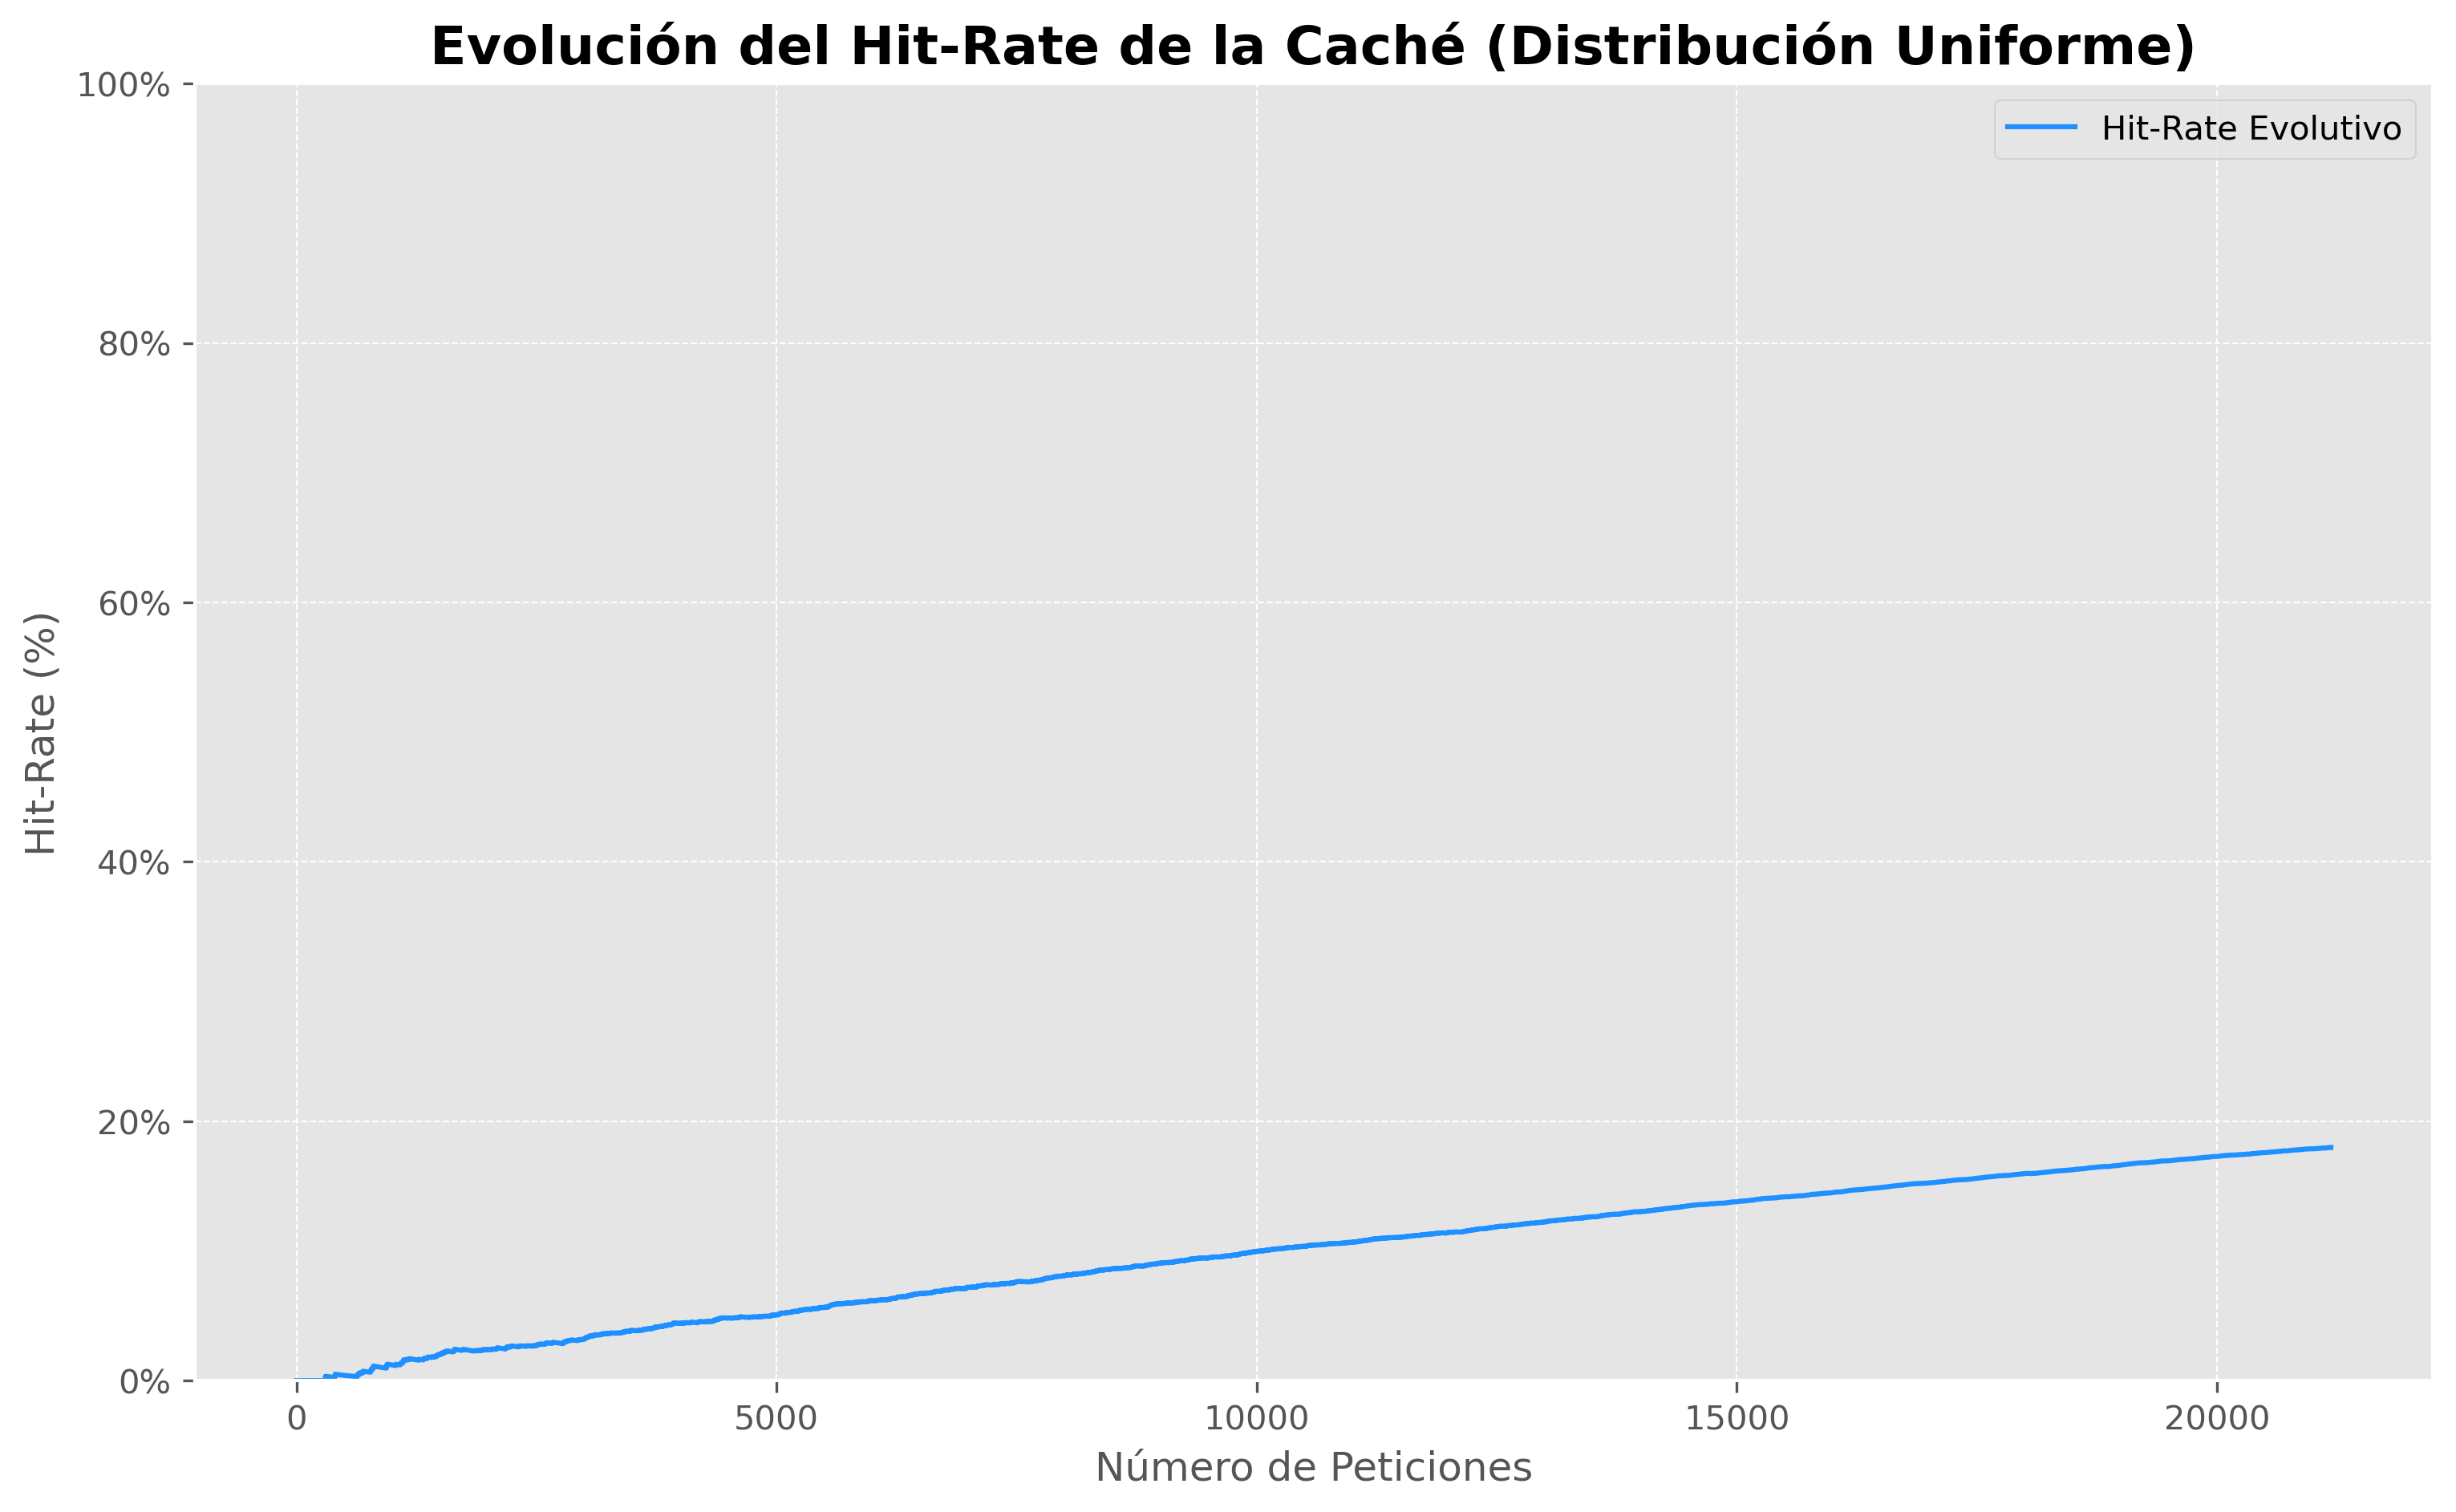 Evolución del Hit-Rate de la Caché (Distribución Uniforme)
Hit-Rate Evolutivo
Hit-Rate (%)
100%
80%
60%
40%
20%
0%
0
5000
10000
15000
20000
Número de Peticiones